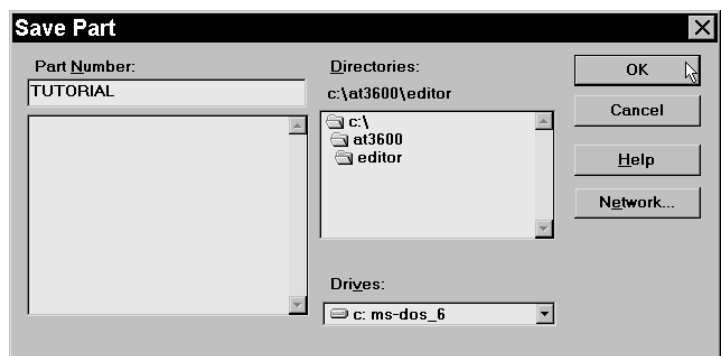 Save Part
Part Number:
TUTORIAL
Directories:
c:\at3600\editor
c:\
at3600
editor
Drives:
c: ms-dos_6
OK
Cancel
Help
Network...